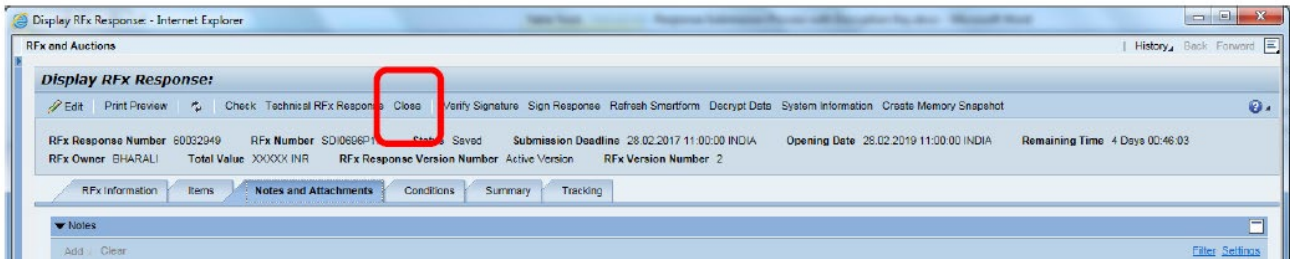 Display RFx Response: - Internet Explorer
RFx and Auctions History Back Forward
Display RFx Response:
Edit Print Preview Check Technical RFx Response Close Verify Signature Sign Response Refresh Smartform Decrypt Data System Information Create Memory Snapshot
RFx Response Number 60032949 RFx Number SDI0696P1 Status Saved Submission Deadline 28.02.2017 11:00:00 INDIA Opening Date 28.02.2019 11:00:00 INDIA Remaining Time 4 Days 00:46:03
RFx Owner BHARALI Total Value XXXXX INR RFx Response Version Number Active Version RFx Version Number 2
RFx Information Items Notes and Attachments Conditions Summary Tracking
Notes
Add Clear Filter Settings